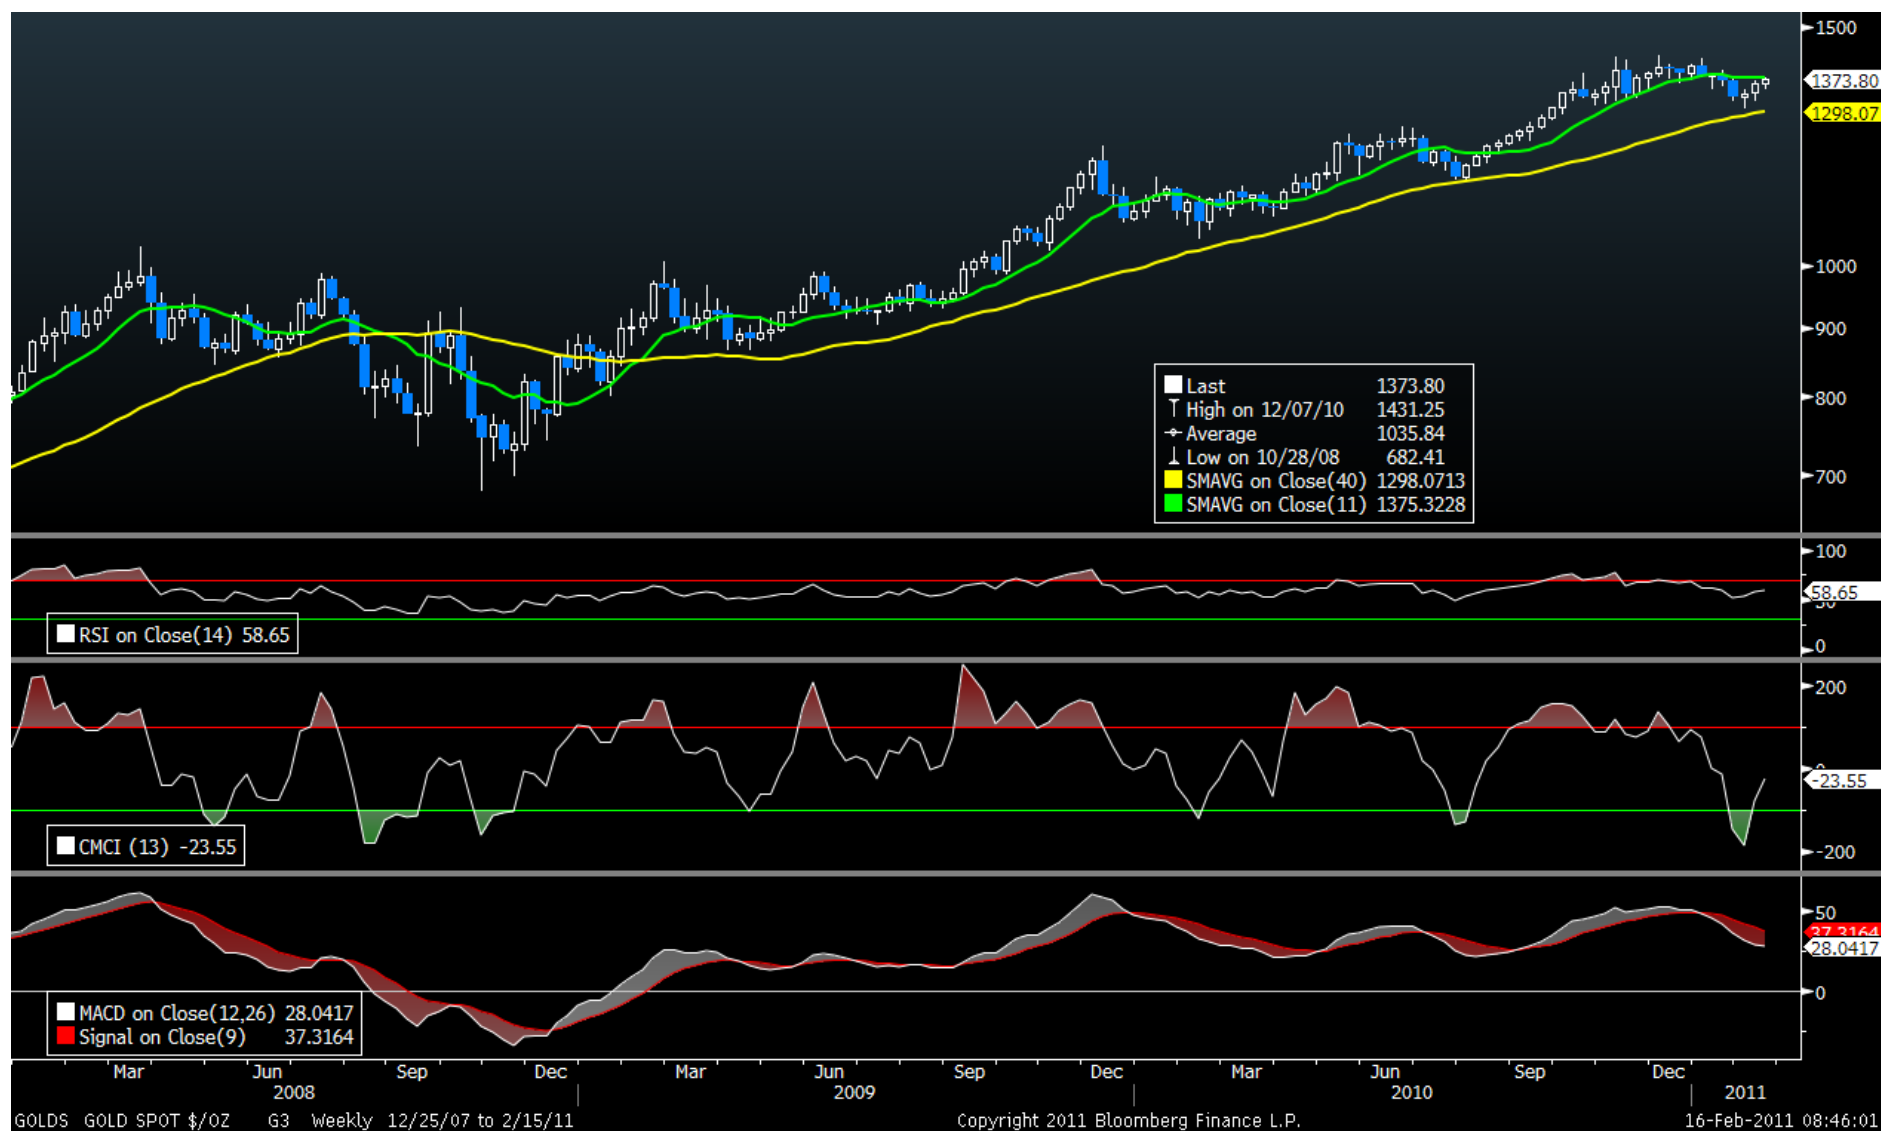 1500
1373.80
1298.07
1000
900
800
700
Last 1373.80
High on 12/07/10 1431.25
Average 1035.84
Low on 10/28/08 682.41
SMAVG on Close(40) 1298.0713
SMAVG on Close(11) 1375.3228
100
58.65
50
0
RSI on Close(14) 58.65
200
0
-23.55
-200
CMCI (13) -23.55
50
37.3164
28.0417
0
MACD on Close(12,26) 28.0417
Signal on Close(9) 37.3164
Mar Jun Sep Dec Mar Jun Sep Dec Mar Jun Sep Dec
2008 2009 2010 2011
GOLDS GOLD SPOT $/OZ G3 Weekly 12/25/07 to 2/15/11 Copyright 2011 Bloomberg Finance L.P. 16-Feb-2011 08:46:01